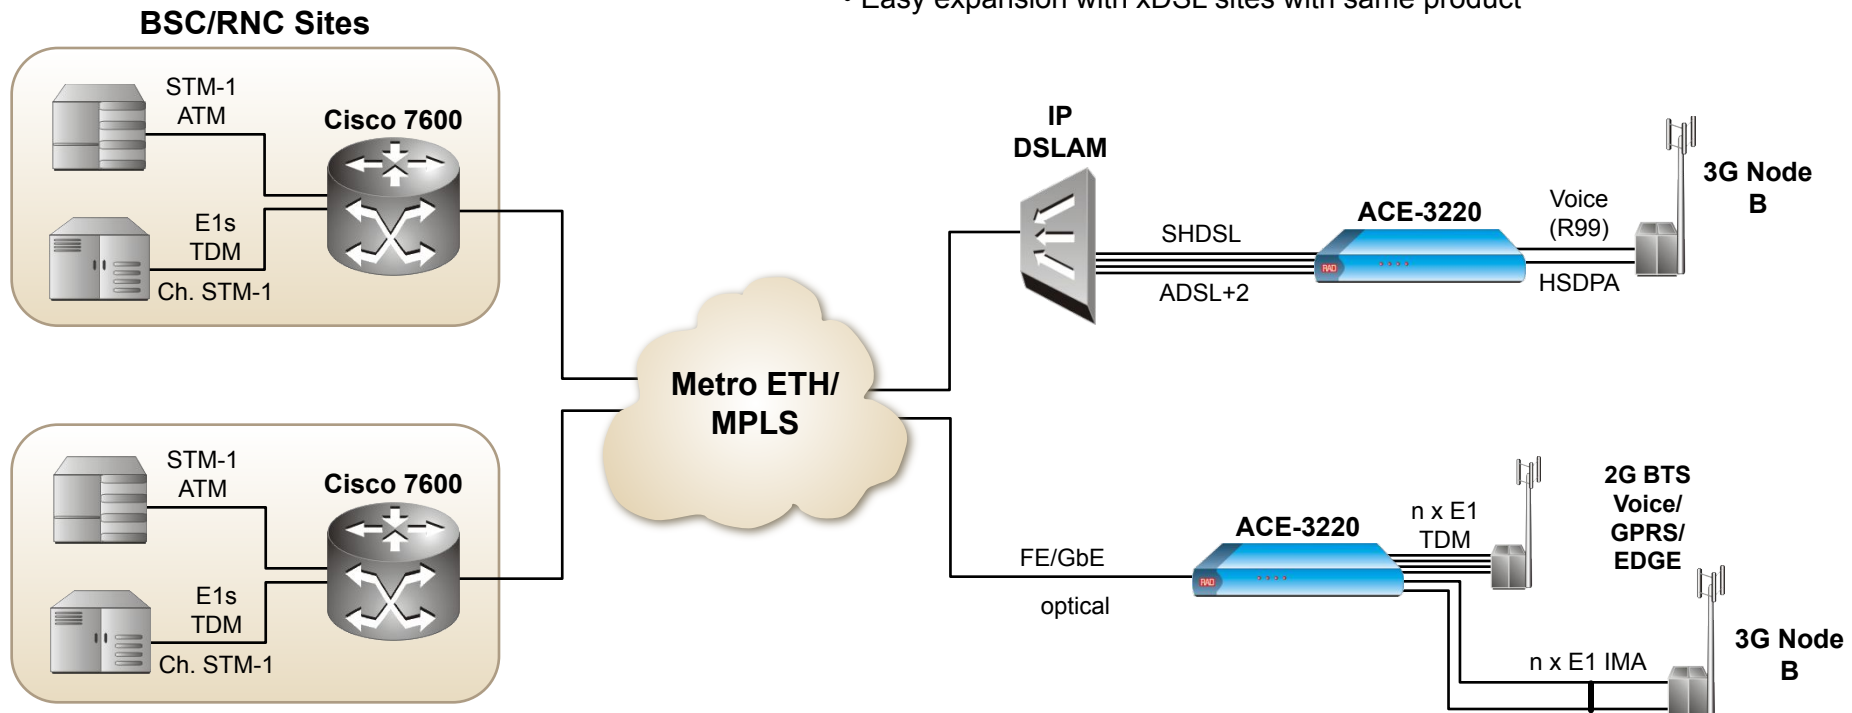 • Easy expansion with xDSL sites with same product
BSC/RNC Sites
STM-1
ATM
Cisco 7600
E1s
TDM
Ch. STM-1
STM-1
ATM
Cisco 7600
E1s
TDM
Ch. STM-1
Metro ETH/
MPLS
IP
DSLAM
SHDSL
ADSL+2
ACE-3220
RAD
Voice
(R99)
HSDPA
3G Node
B
FE/GbE
optical
ACE-3220
RAD
n x E1
TDM
2G BTS
Voice/
GPRS/
EDGE
n x E1 IMA
3G Node
B